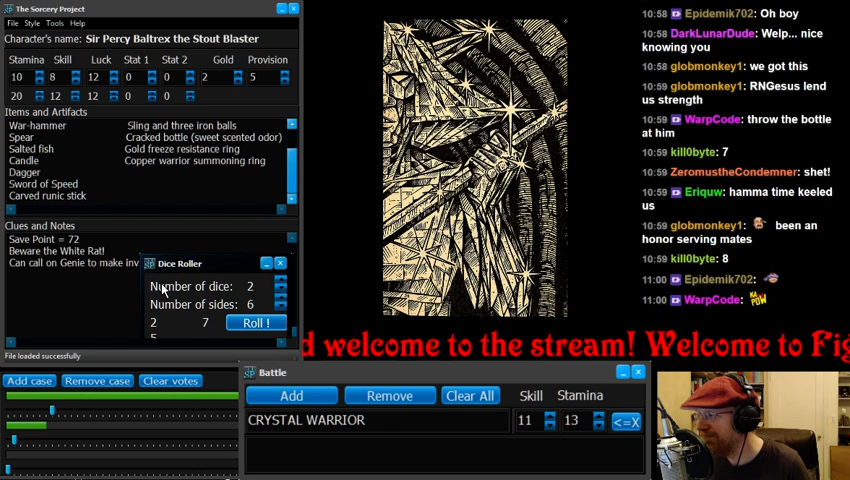 The Sorcery Project
File Style Tools Help
Character's name: Sir Percy Baltrex the Stout Blaster
Stamina Skill Luck Stat 1 Stat 2 Gold Provision
10 8 12 0 0 2 5
20 12 12 0 0
Items and Artifacts
War-hammer Sling and three iron balls
Spear Cracked bottle (sweet scented odor)
Salted fish Gold freeze resistance ring
Candle Copper warrior summoning ring
Dagger
Sword of Speed
Carved runic stick
Clues and Notes
Save Point = 72
Beware the White Rat!
Can call on Genie to make inv
Dice Roller
Number of dice: 2
Number of sides: 6
2 7 Roll !
5
File loaded successfully
Add case Remove case Clear votes
10:58 Epidemik702: Oh boy
10:58 DarkLunarDude: Welp... nice
knowing you
10:58 globmonkey1: we got this
10:58 globmonkey1: RNGesus lend
us strength
10:59 WarpCode: throw the bottle
at him
10:59 kill0byte: 7
10:59 ZeromustheCondemner: shet!
10:59 Eriquw: hamma time keeled
us
10:59 globmonkey1: been an
honor serving mates
10:59 kill0byte: 8
11:00 Epidemik702:
11:00 WarpCode: KA POW
d welcome to the stream! Welcome to Fig
Battle
Add Remove Clear All Skill Stamina
CRYSTAL WARRIOR 11 13 <=X